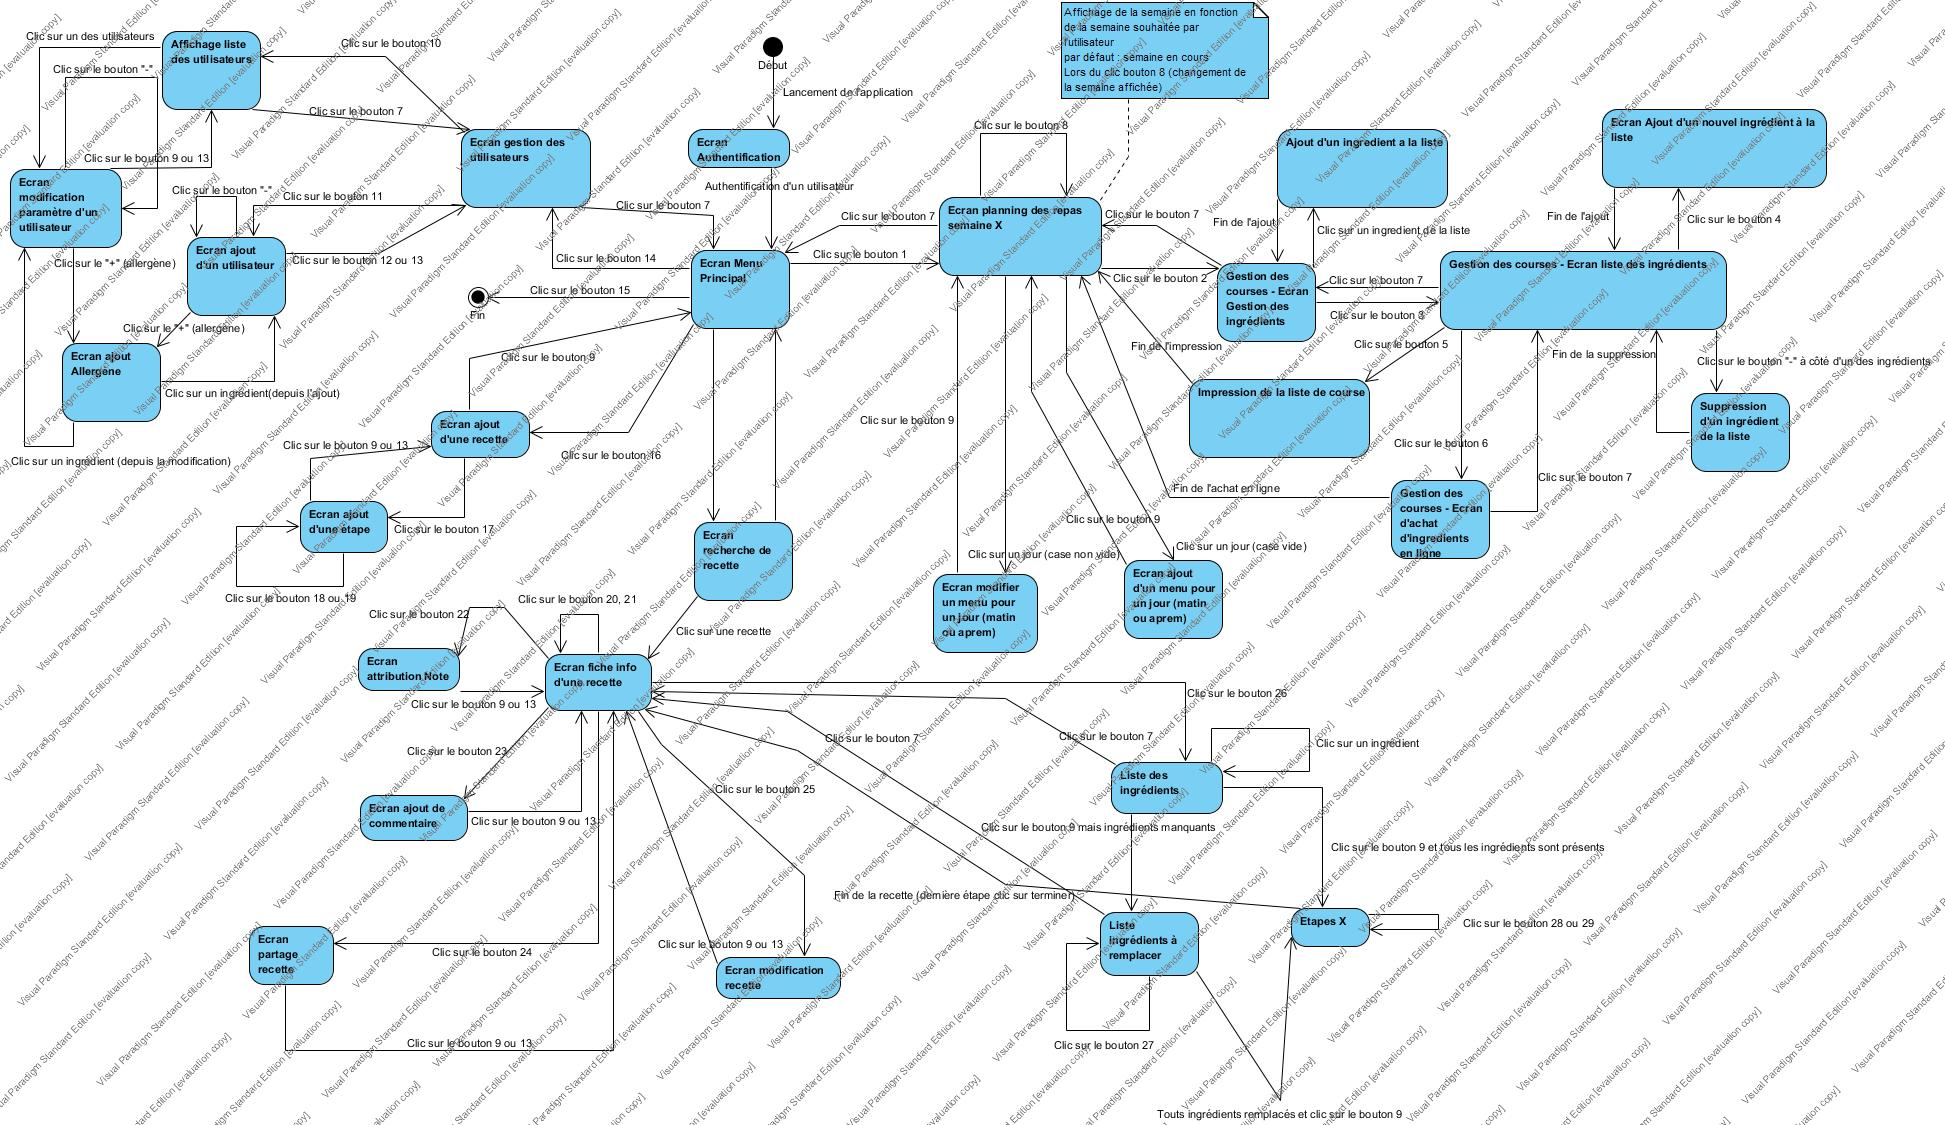 Affichage de la semaine en fonction
de la semaine souhaitée par
l'utilisateur
par défaut : semaine en cours
Lors du clic bouton 8 (changement de
la semaine affichée)
Début
Lancement de l'application
Clic sur un des utilisateurs
Affichage liste
des utilisateurs
Clic sur le bouton 10
Clic sur le bouton "-"
Clic sur le bouton 7
Clic sur le bouton 9 ou 13
Ecran
modification
paramètre d'un
utilisateur
Clic sur le bouton "-"
Clic sur le bouton 11
Ecran gestion des
utilisateurs
Ecran
Authentification
Authentification d'un utilisateur
Clic sur le bouton 7
Clic sur le bouton 14
Ecran ajout
d'un utilisateur
Clic sur le bouton 12 ou 13
Clic sur le "+" (allergène)
Clic sur le "+" (allergène)
Ecran ajout
Allergène
Clic sur un ingrédient(depuis l'ajout)
Clic sur un ingrédient (depuis la modification)
Ecran Menu
Principal
Clic sur le bouton 15
Fin
Clic sur le bouton 7
Clic sur le bouton 1
Clic sur le bouton 8
Ecran planning des repas
semaine X
Clic sur le bouton 7
Clic sur le bouton 2
Ajout d'un ingredient a la liste
Fin de l'ajout
Clic sur un ingredient de la liste
Gestion des
courses - Ecran
Gestion des
ingrédients
Ecran Ajout d'un nouvel ingrédient à la
liste
Fin de l'ajout
Clic sur le bouton 4
Gestion des courses - Ecran liste des ingrédients
Clic sur le bouton 7
Clic sur le bouton 3
Clic sur le bouton 5
Fin de l'impression
Impression de la liste de course
Fin de la suppression
Clic sur le bouton "-" à côté d'un des ingrédients
Suppression
d'un ingrédient
de la liste
Clic sur le bouton 6
Clic sur le bouton 7
Fin de l'achat en ligne
Gestion des
courses - Ecran
d'achat
d'ingredients
en ligne
Clic sur le bouton 9
Ecran ajout
d'une recette
Clic sur le bouton 16
Clic sur le bouton 9 ou 13
Ecran ajout
d'une étape
Clic sur le bouton 17
Clic sur le bouton 18 ou 19
Clic sur le bouton 9
Clic sur le bouton 9
Clic sur un jour (case non vide)
Clic sur un jour (case vide)
Ecran modifier
un menu pour
un jour (matin
ou aprem)
Ecran ajout
d'un menu pour
un jour (matin
ou aprem)
Ecran
recherche de
recette
Clic sur une recette
Clic sur le bouton 20, 21
Clic sur le bouton 22
Ecran
attribution Note
Clic sur le bouton 9 ou 13
Ecran fiche info
d'une recette
Clic sur le bouton 23
Ecran ajout de
commentaire
Clic sur le bouton 9 ou 13
Clic sur le bouton 25
Clic sur le bouton 7
Clic sur le bouton 7
Clic sur le bouton 26
Clic sur un ingredient
Liste des
ingrédients
Clic sur le bouton 9 mais ingrédients manquants
Clic sur le bouton 9 et tous les ingrédients sont présents
Fin de la recette (dernière étape clic sur terminer)
Liste
ingrédients à
remplacer
Etapes X
Clic sur le bouton 28 ou 29
Ecran
partage
recette
Clic sur le bouton 24
Clic sur le bouton 9 ou 13
Ecran modification
recette
Clic sur le bouton 9 ou 13
Clic sur le bouton 27
Touts ingrédients remplacés et clic sur le bouton 9
Visual Paradigm Standard Edition [evaluation copy]